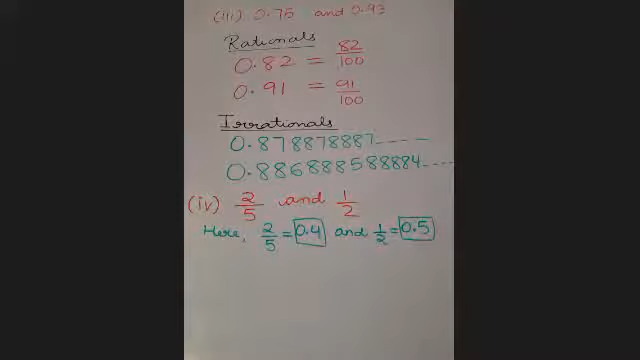 (iii) 0.75 and 0.93
Rationals
0.82 = 82/100
0.91 = 91/100
Irrationals
0.878878887----
0.886888588884----
(iv) 2/5 and 1/2
Here, 2/5 = 0.4 and 1/2 = 0.5